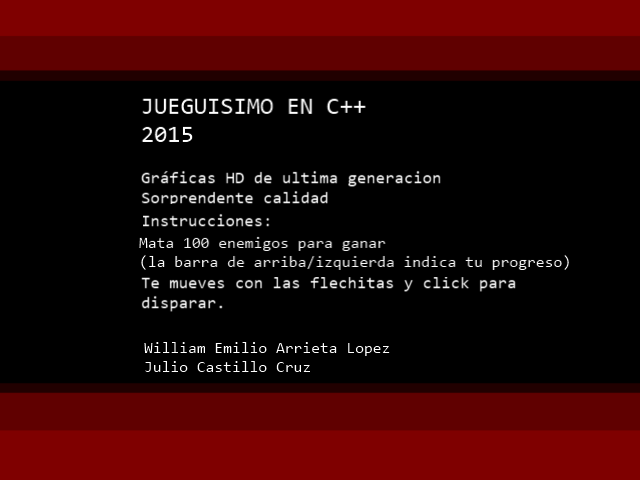 JUEGUISIMO EN C++
2015
Gráficas HD de ultima generacion
Sorprendente calidad
Instrucciones:
Mata 100 enemigos para ganar
(la barra de arriba/izquierda indica tu progreso)
Te mueves con las flechitas y click para
disparar.
William Emilio Arrieta Lopez
Julio Castillo Cruz